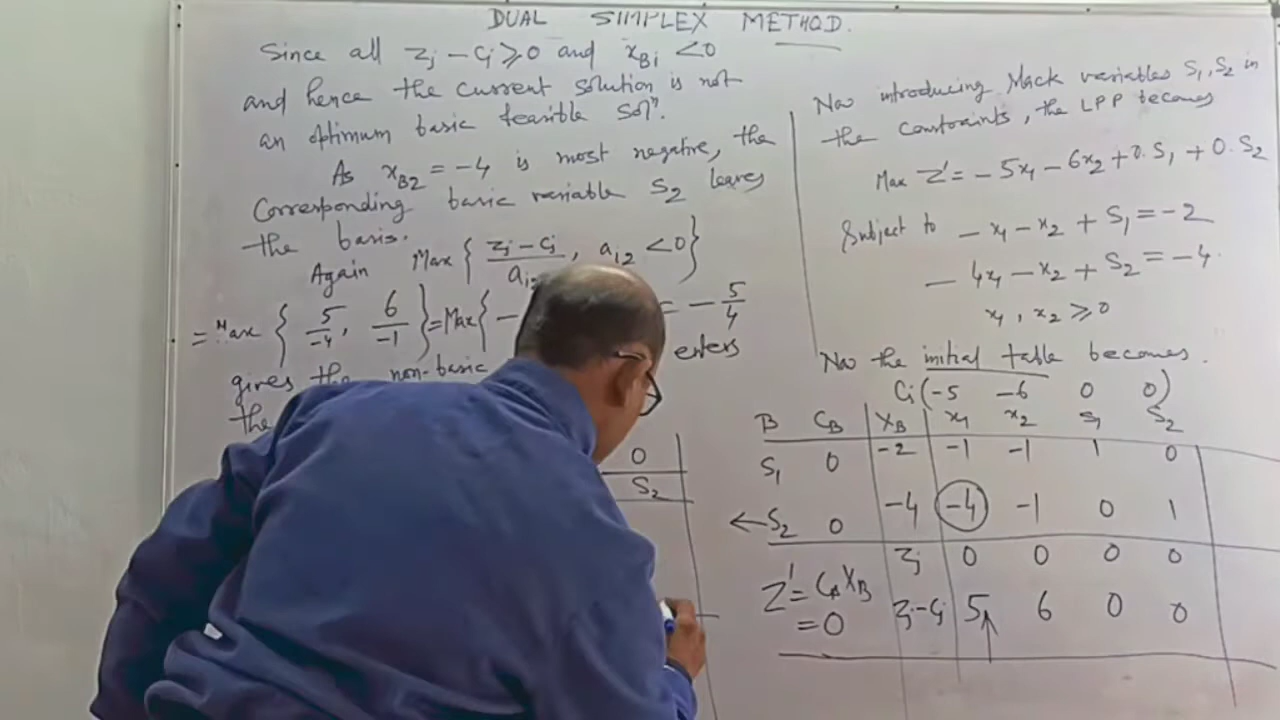 DUAL SIMPLEX METHOD.
Since all Zj - Cj ≥ 0 and xBi < 0
and hence the current solution is not
an optimum basic feasible Solⁿ.
As xB2 = -4 is most negative, the
Corresponding basic variable S2 leaves
the basis.
Again Max { Zj - Cj / ai2, ai2 < 0 }
= Max { 5/-4, 6/-1 } = Max { - = - 5/4
gives the non-basic enters
the
0
S2
Now introducing slack variables S1, S2 in
the constraints, the LPP becomes
Max Z' = - 5x1 - 6x2 + 0.S1 + 0.S2
Subject to - x1 - x2 + S1 = -2
- 4x1 - x2 + S2 = -4.
x1, x2 ≥ 0
Now the initial table becomes.
Cj (-5 -6 0 0)
B CB XB x1 x2 S1 S2
S1 0 -2 -1 -1 1 0
←S2 0 -4 -4 -1 0 1
Zj 0 0 0 0
Z' = CB XB Zj - Cj 5↑ 6 0 0
= 0